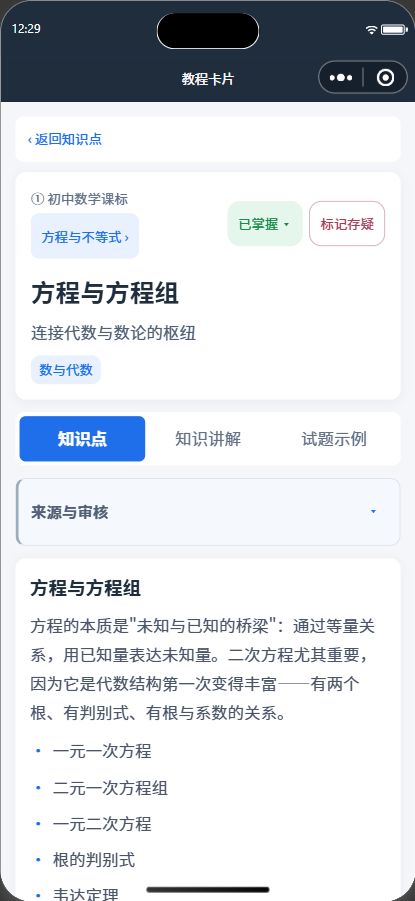 12:29
教程卡片
‹ 返回知识点
① 初中数学课标
方程与不等式 ›
已掌握
标记存疑
方程与方程组
连接代数与数论的枢纽
数与代数
知识点
知识讲解
试题示例
来源与审核
方程与方程组
方程的本质是"未知与已知的桥梁"：通过等量关
系，用已知量表达未知量。二次方程尤其重要，
因为它是代数结构第一次变得丰富——有两个
根、有判别式、有根与系数的关系。
• 一元一次方程
• 二元一次方程组
• 一元二次方程
• 根的判别式
• 韦达定理